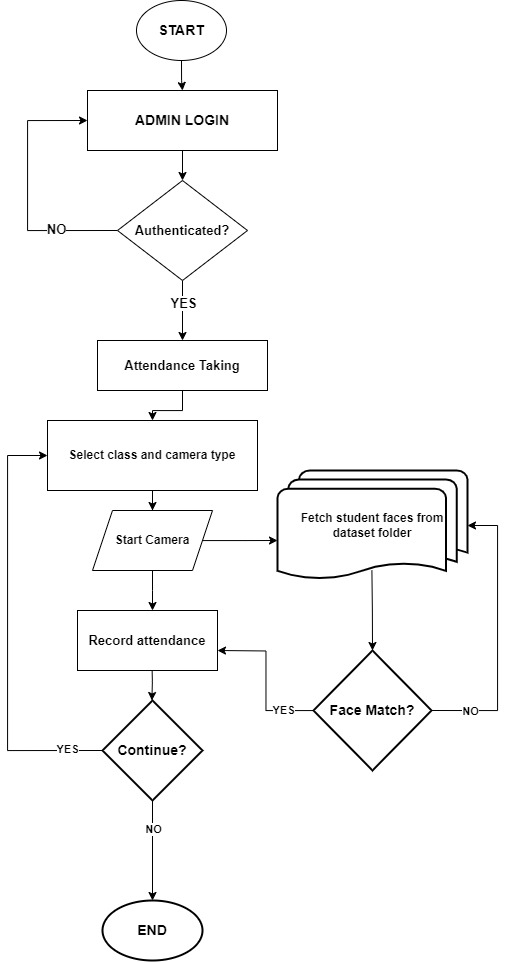 START
ADMIN LOGIN
Authenticated?
NO
YES
Attendance Taking
Select class and camera type
Start Camera
Fetch student faces from
dataset folder
Record attendance
Face Match?
YES
NO
Continue?
YES
NO
END